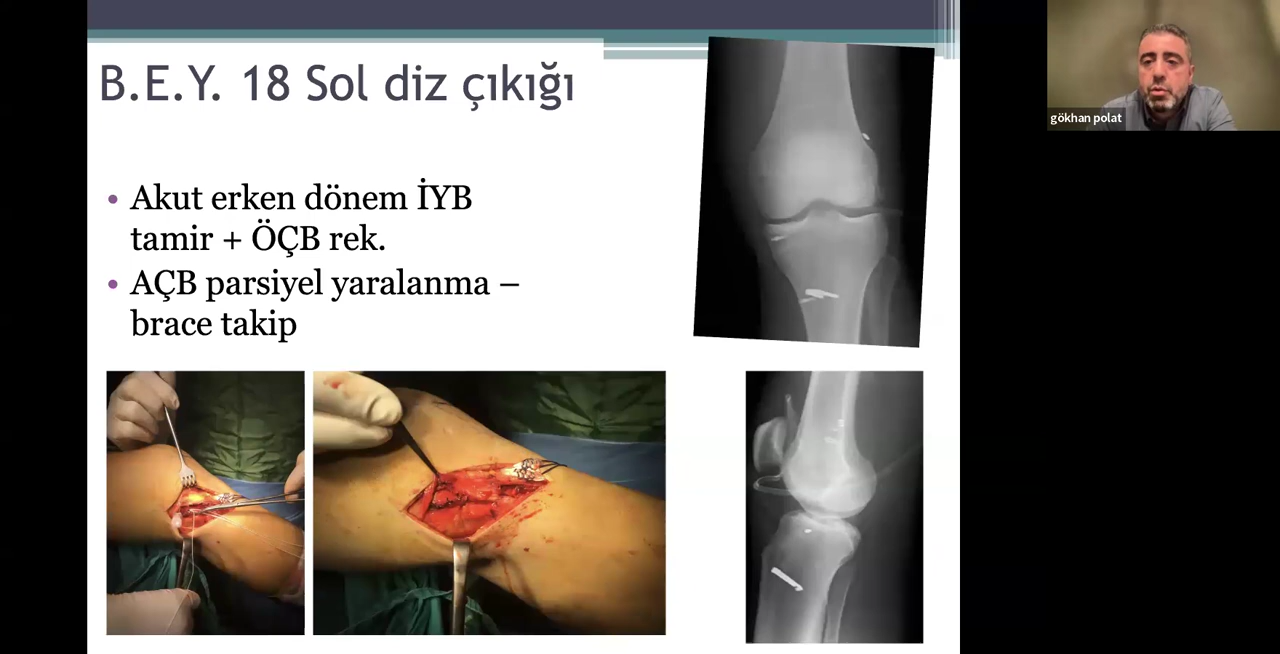 B.E.Y. 18 Sol diz çıkığı
• Akut erken dönem İYB
tamir + ÖÇB rek.
• AÇB parsiyel yaralanma –
brace takip
gökhan polat